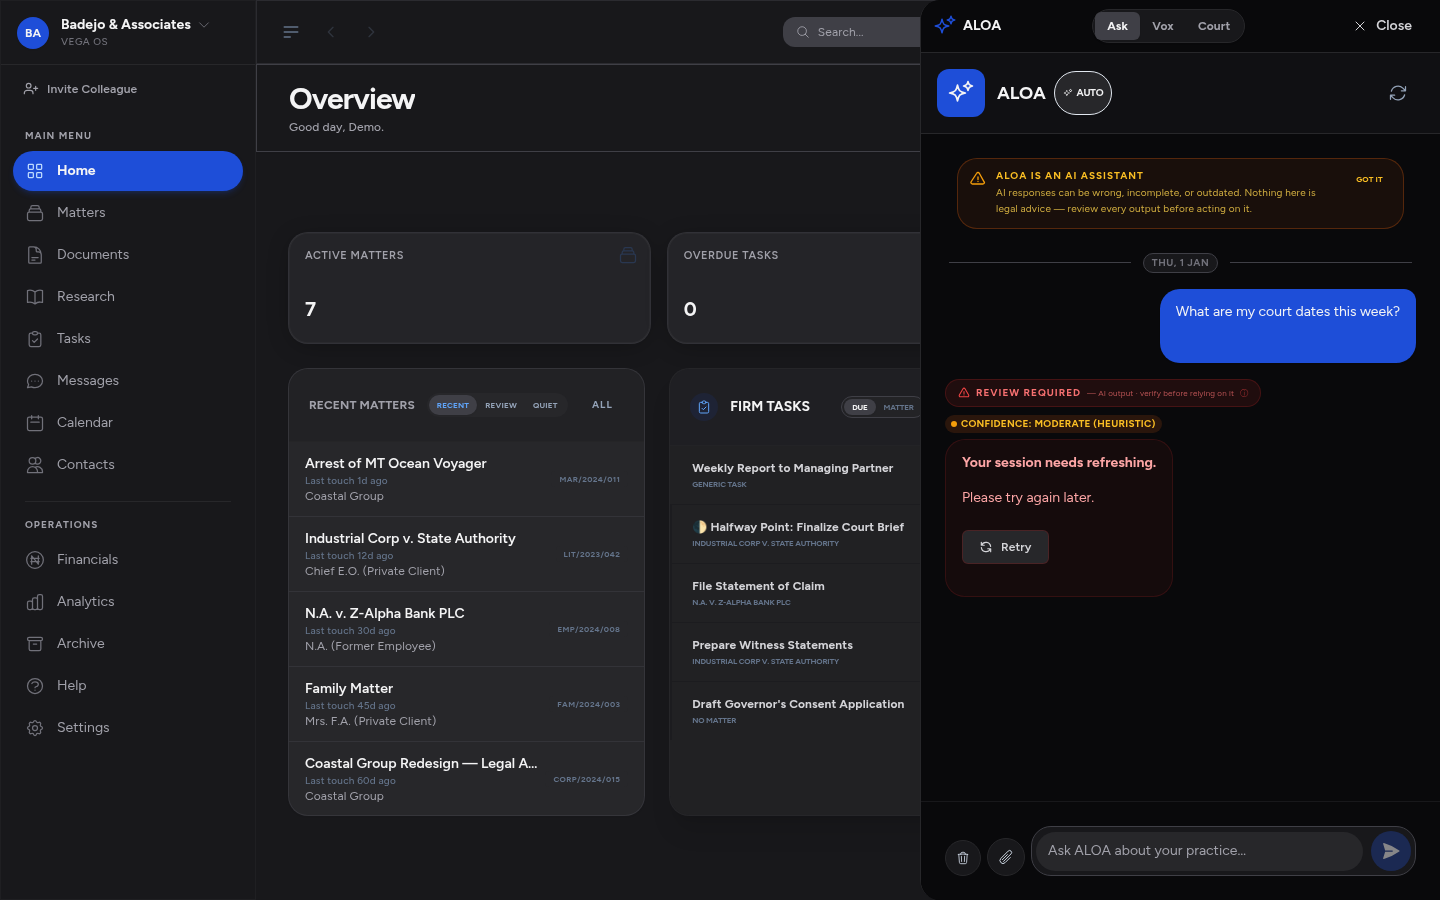 BA
Badejo & Associates
VEGA OS
Invite Colleague
MAIN MENU
Home
Matters
Documents
Research
Tasks
Messages
Calendar
Contacts
OPERATIONS
Financials
Analytics
Archive
Help
Settings
Search...
Overview
Good day, Demo.
ACTIVE MATTERS
7
OVERDUE TASKS
0
RECENT MATTERS
RECENT REVIEW QUIET
ALL
Arrest of MT Ocean Voyager
Last touch 1d ago
MAR/2024/011
Coastal Group
Industrial Corp v. State Authority
Last touch 12d ago
LIT/2023/042
Chief E.O. (Private Client)
N.A. v. Z-Alpha Bank PLC
Last touch 30d ago
EMP/2024/008
N.A. (Former Employee)
Family Matter
Last touch 45d ago
FAM/2024/003
Mrs. F.A. (Private Client)
Coastal Group Redesign — Legal A...
Last touch 60d ago
CORP/2024/015
Coastal Group
FIRM TASKS
DUE MATTER
Weekly Report to Managing Partner
GENERIC TASK
🌓 Halfway Point: Finalize Court Brief
INDUSTRIAL CORP V. STATE AUTHORITY
File Statement of Claim
N.A. V. Z-ALPHA BANK PLC
Prepare Witness Statements
INDUSTRIAL CORP V. STATE AUTHORITY
Draft Governor's Consent Application
NO MATTER
ALOA
Ask Vox Court
Close
ALOA
AUTO
ALOA IS AN AI ASSISTANT
AI responses can be wrong, incomplete, or outdated. Nothing here is
legal advice — review every output before acting on it.
GOT IT
THU, 1 JAN
What are my court dates this week?
REVIEW REQUIRED — AI output · verify before relying on it
CONFIDENCE: MODERATE (HEURISTIC)
Your session needs refreshing.
Please try again later.
Retry
Ask ALOA about your practice...